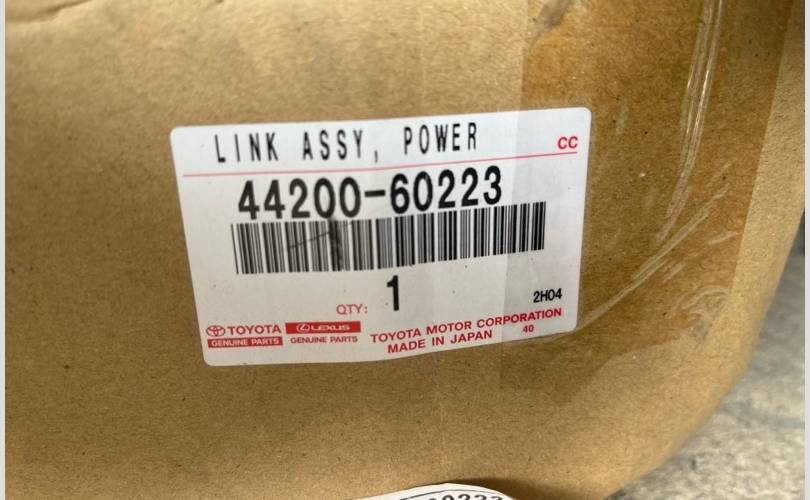 LINK ASSY, POWER
CC
44200-60223
QTY: 1
2H04
TOYOTA LEXUS
GENUINE PARTS GENUINE PARTS
TOYOTA MOTOR CORPORATION
MADE IN JAPAN 40